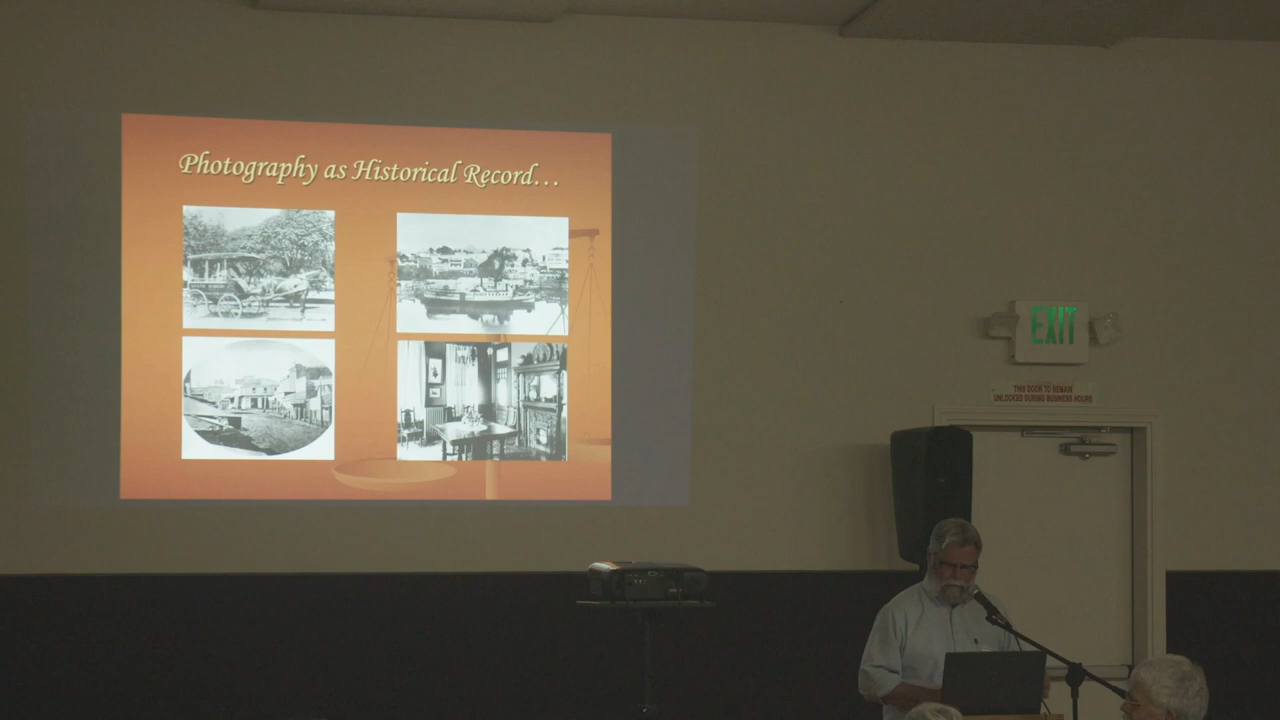 Photography as Historical Record...
EXIT
THIS DOOR TO REMAIN
UNLOCKED DURING BUSINESS HOURS